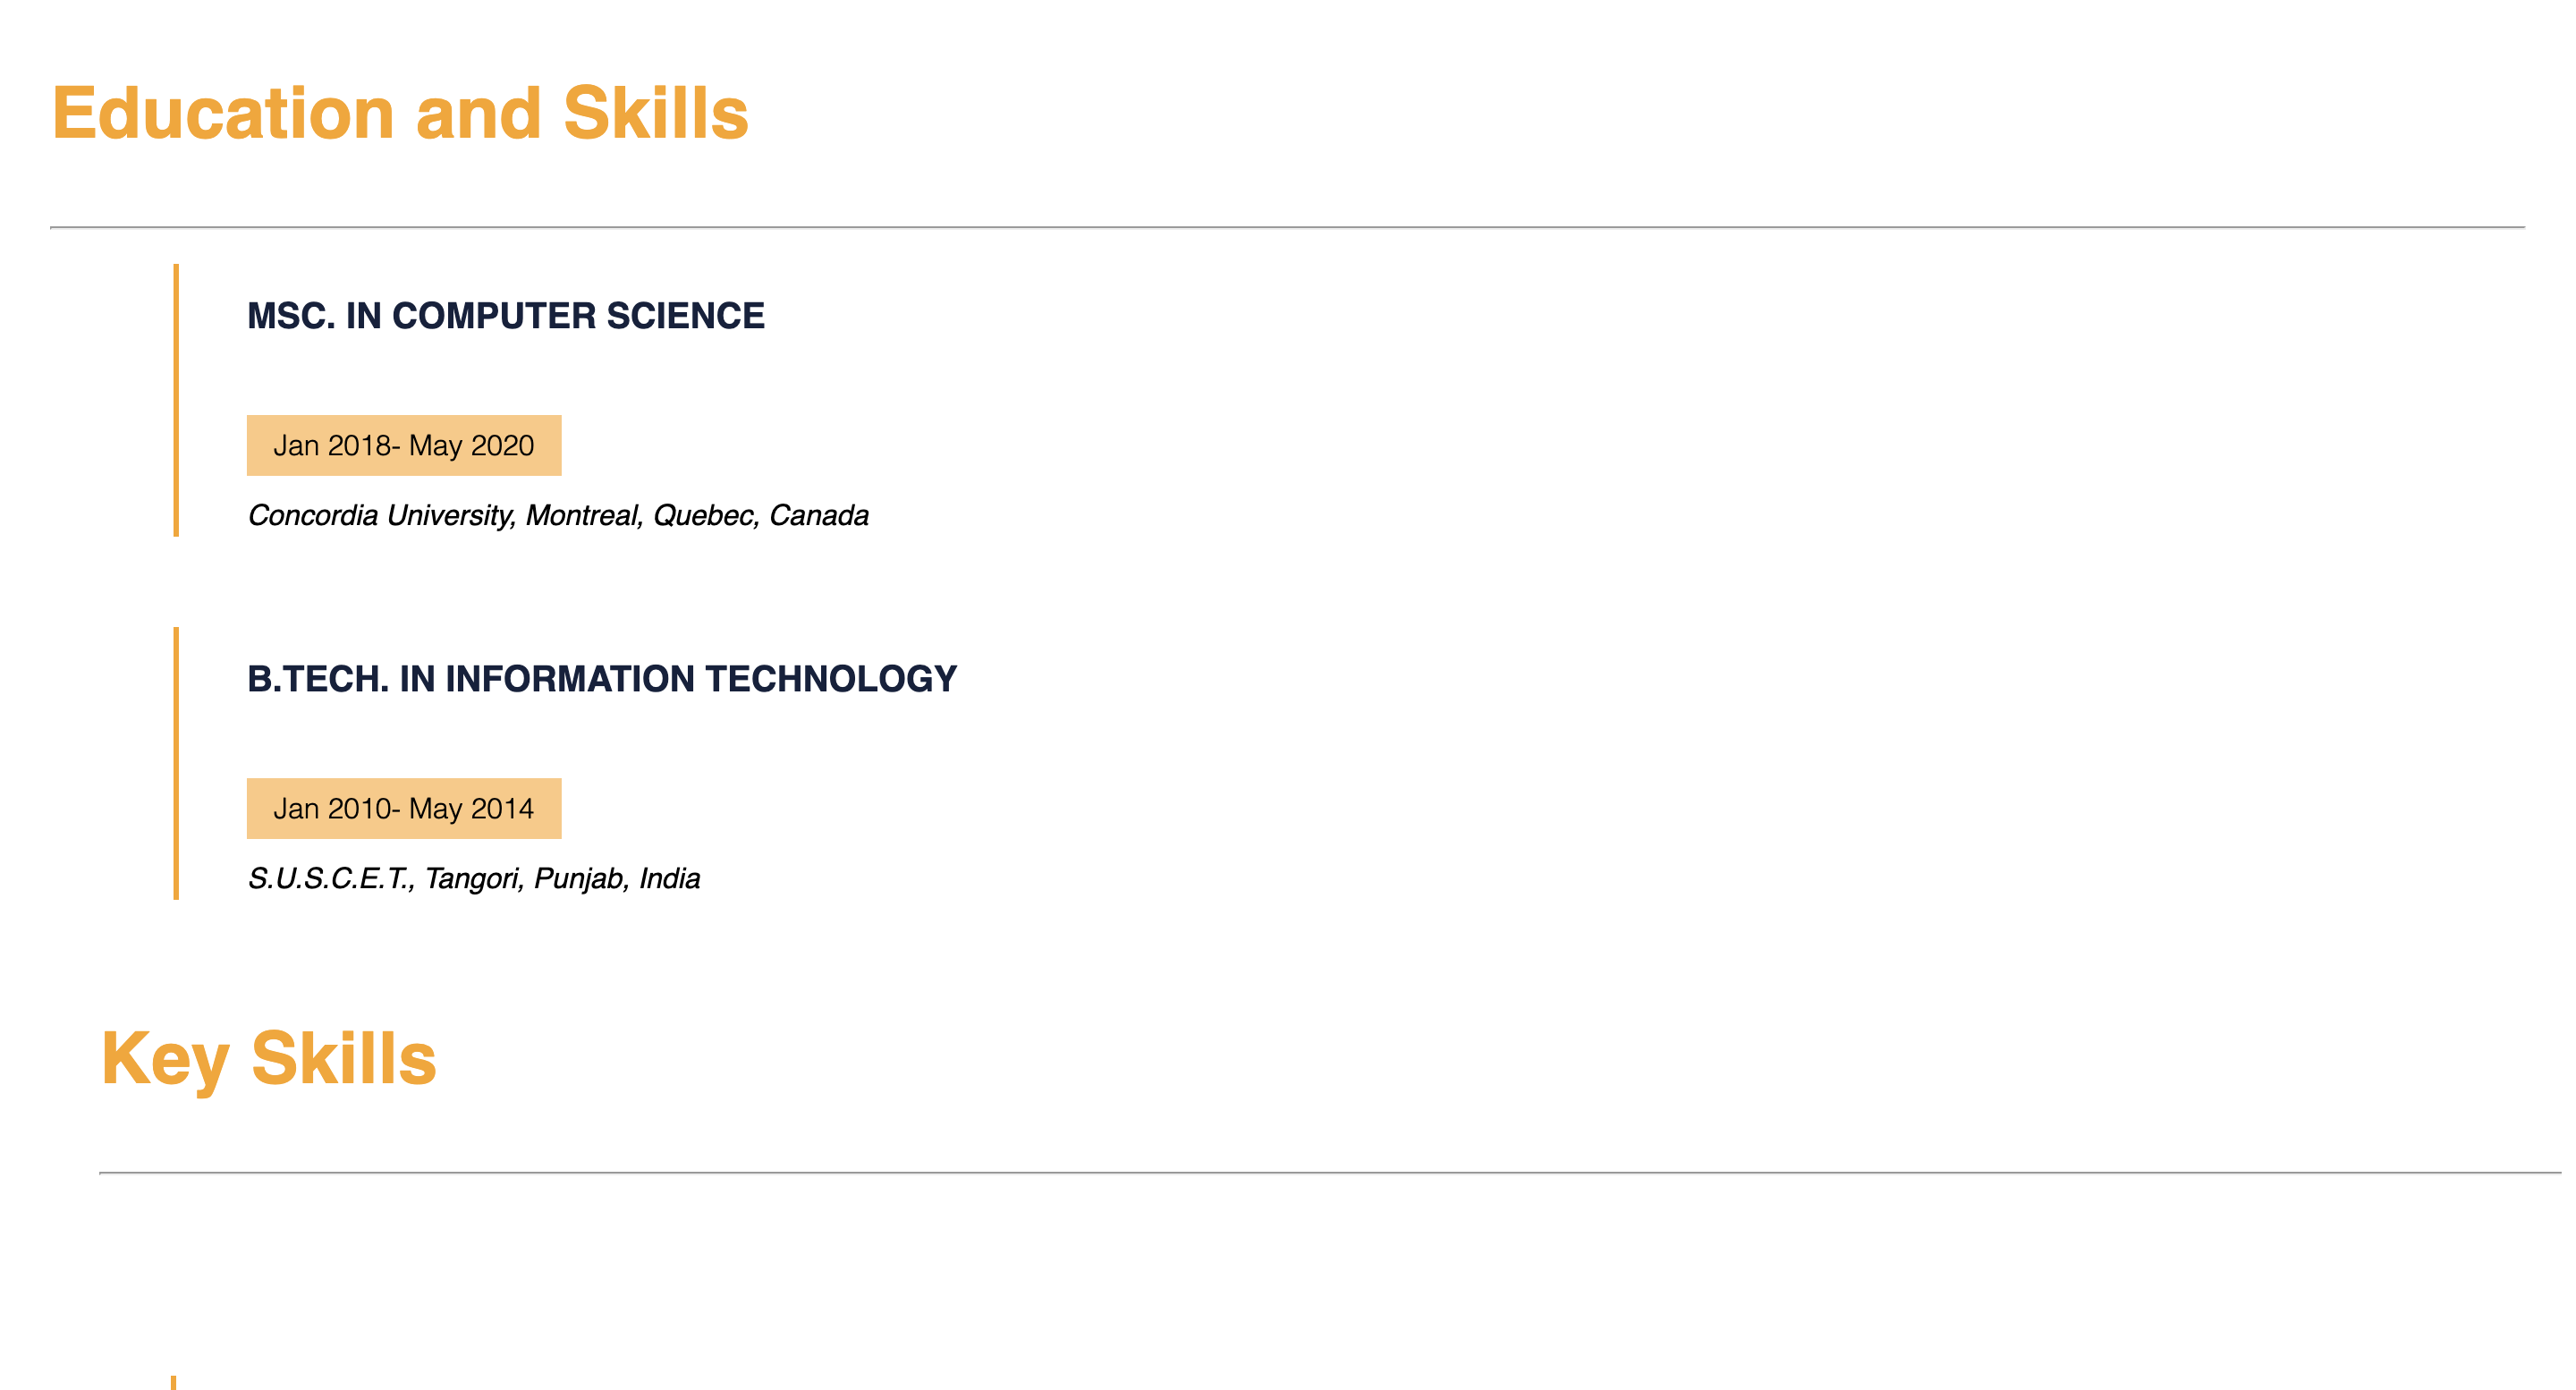 Education and Skills
MSC. IN COMPUTER SCIENCE
Jan 2018- May 2020
Concordia University, Montreal, Quebec, Canada
B.TECH. IN INFORMATION TECHNOLOGY
Jan 2010- May 2014
S.U.S.C.E.T., Tangori, Punjab, India
Key Skills